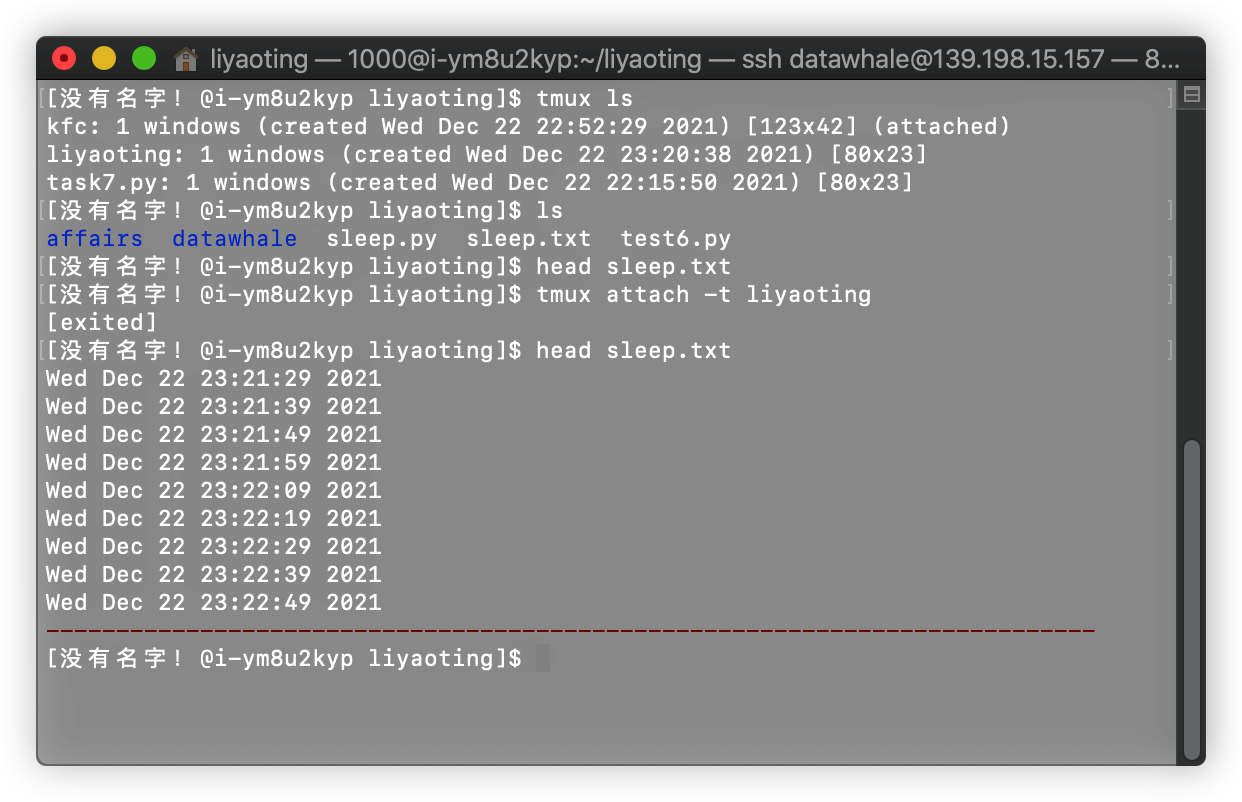 liyaoting — 1000@i-ym8u2kyp:~/liyaoting — ssh datawhale@139.198.15.157 — 8...
[[没有名字! @i-ym8u2kyp liyaoting]$ tmux ls ]
kfc: 1 windows (created Wed Dec 22 22:52:29 2021) [123x42] (attached)
liyaoting: 1 windows (created Wed Dec 22 23:20:38 2021) [80x23]
task7.py: 1 windows (created Wed Dec 22 22:15:50 2021) [80x23]
[[没有名字! @i-ym8u2kyp liyaoting]$ ls ]
affairs datawhale sleep.py sleep.txt test6.py
[[没有名字! @i-ym8u2kyp liyaoting]$ head sleep.txt ]
[[没有名字! @i-ym8u2kyp liyaoting]$ tmux attach -t liyaoting ]
[exited]
[[没有名字! @i-ym8u2kyp liyaoting]$ head sleep.txt ]
Wed Dec 22 23:21:29 2021
Wed Dec 22 23:21:39 2021
Wed Dec 22 23:21:49 2021
Wed Dec 22 23:21:59 2021
Wed Dec 22 23:22:09 2021
Wed Dec 22 23:22:19 2021
Wed Dec 22 23:22:29 2021
Wed Dec 22 23:22:39 2021
Wed Dec 22 23:22:49 2021
---------------------------------------------------------------------------
[没有名字! @i-ym8u2kyp liyaoting]$